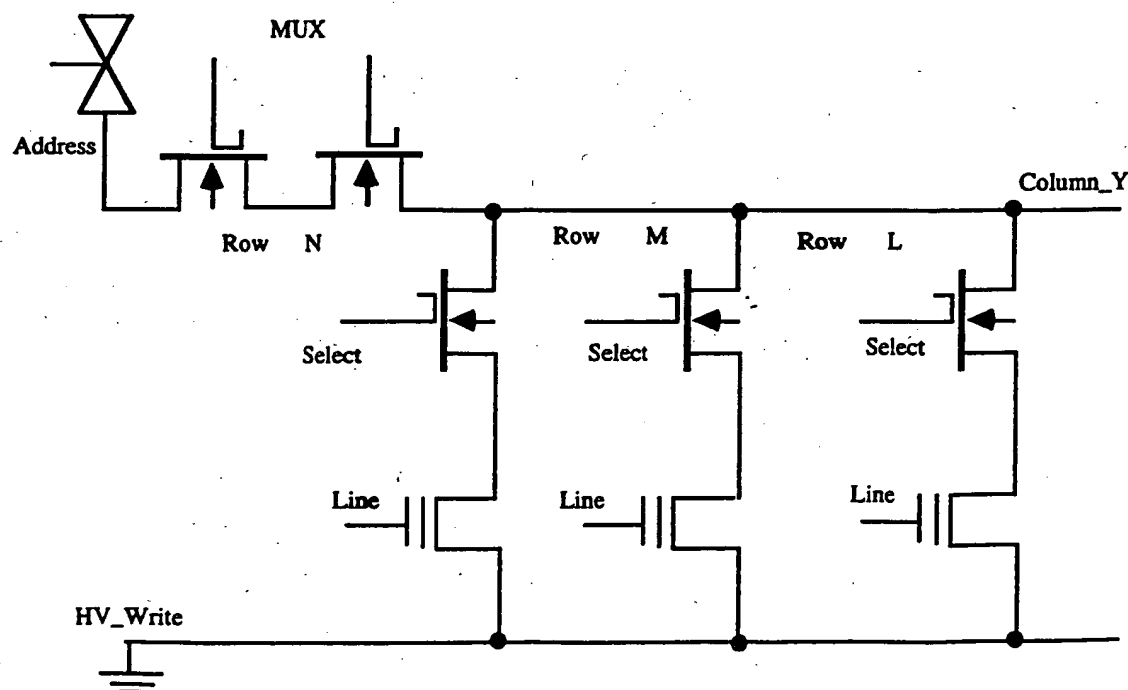 MUX
Address
Column_Y
Row N
Row M
Row L
Select
Select
Select
Line
Line
Line
HV_Write